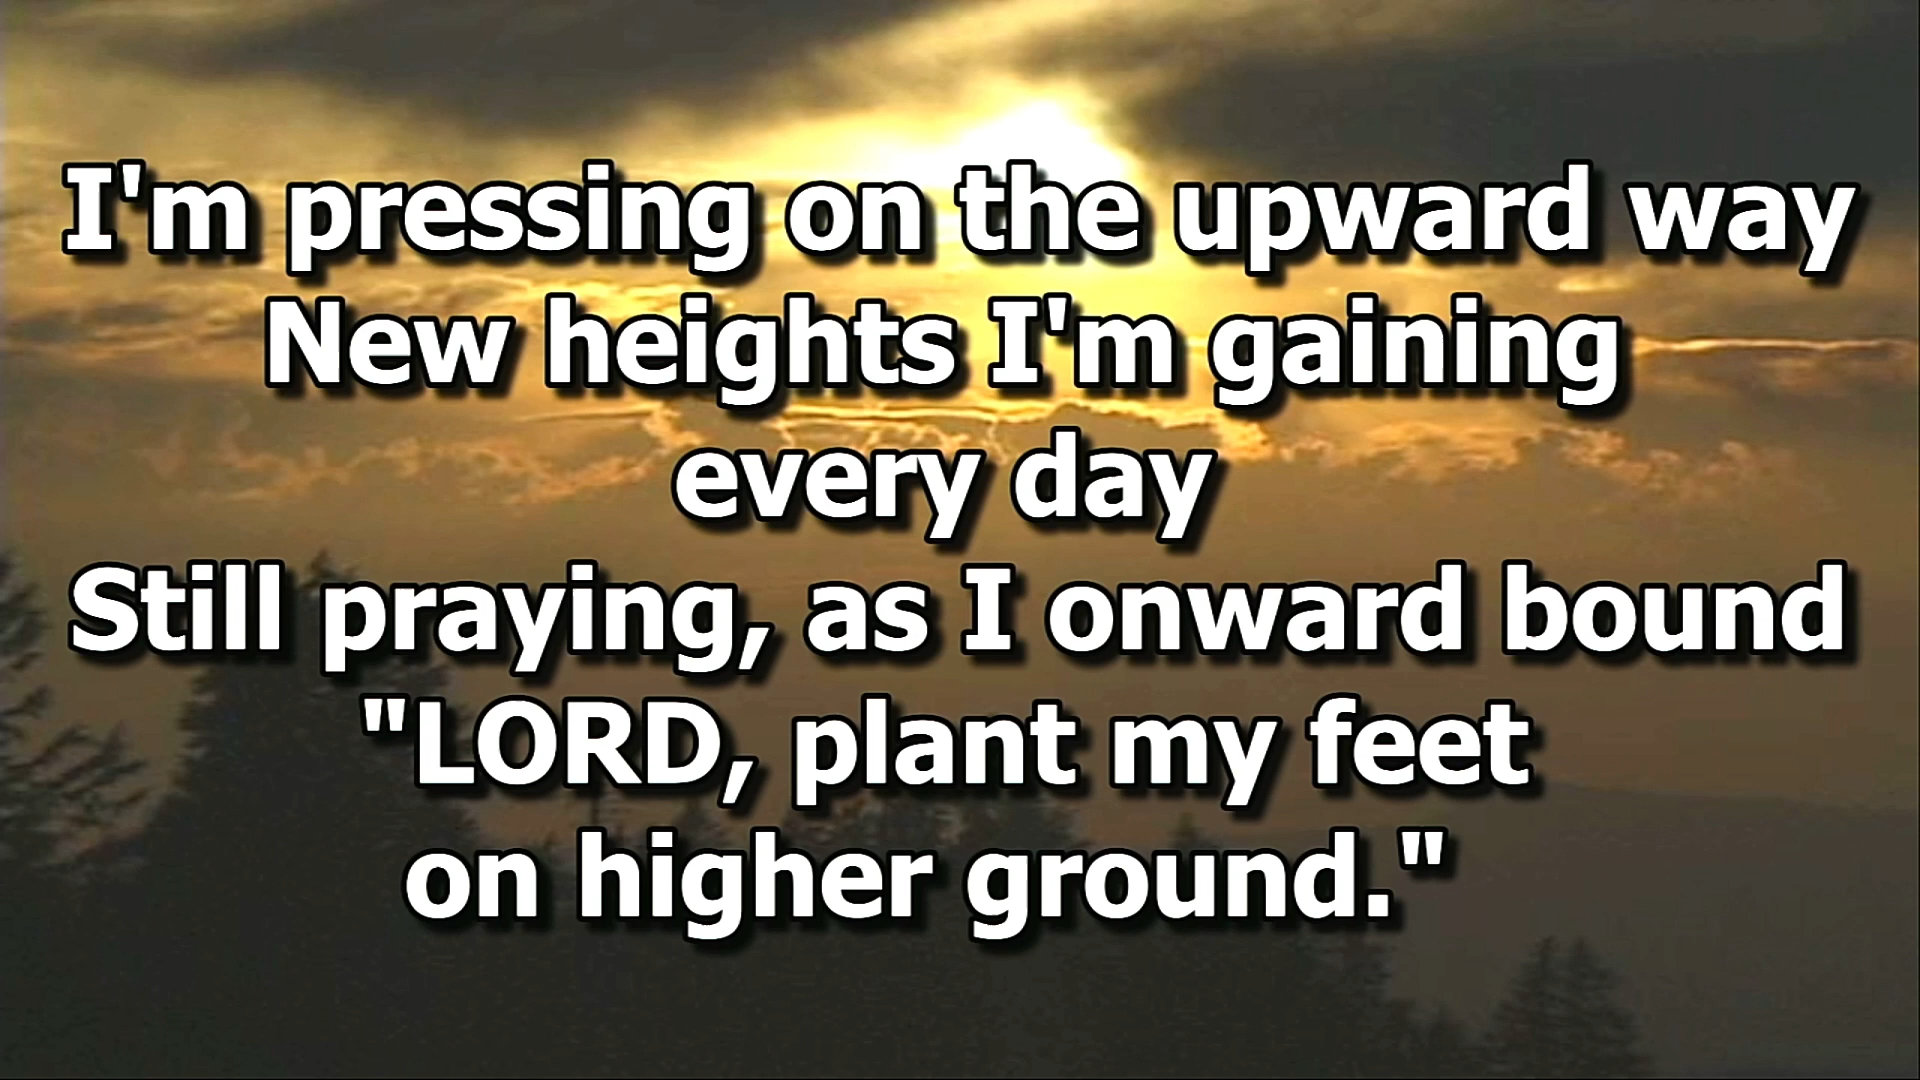 I'm pressing on the upward way
New heights I'm gaining
every day
Still praying, as I onward bound
"LORD, plant my feet
on higher ground."